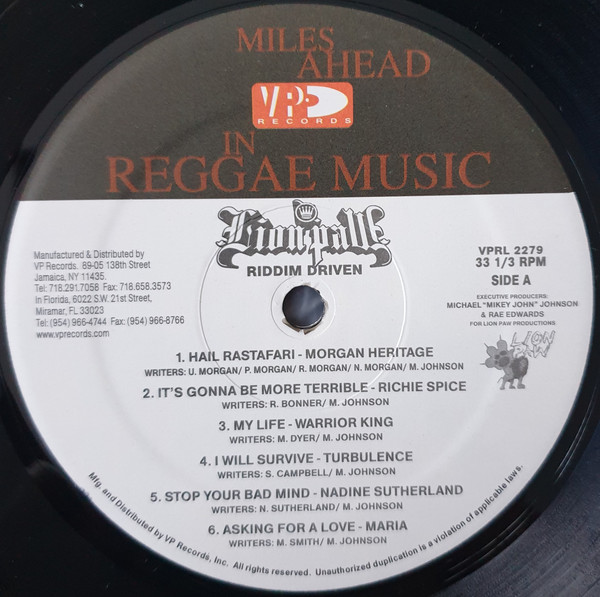 MILES
AHEAD
VP
RECORDS
IN
REGGAE MUSIC
Lionpaw
RIDDIM DRIVEN
Manufactured & Distributed by
VP Records. 89-05 138th Street
Jamaica, NY 11435.
Tel: 718.291.7058 Fax: 718.658.3573
In Florida, 6022 S.W. 21st Street,
Miramar, FL 33023
Tel: (954) 966-4744 Fax: (954) 966-8766
www.vprecords.com
VPRL 2279
33 1/3 RPM
SIDE A
EXECUTIVE PRODUCERS:
MICHAEL "MIKEY JOHN" JOHNSON
& RAE EDWARDS
FOR LION PAW PRODUCTIONS
LION
PAW
1. HAIL RASTAFARI - MORGAN HERITAGE
WRITERS: U. MORGAN/ P. MORGAN/ R. MORGAN/ N. MORGAN/ M. JOHNSON
2. IT'S GONNA BE MORE TERRIBLE - RICHIE SPICE
WRITERS: R. BONNER/ M. JOHNSON
3. MY LIFE - WARRIOR KING
WRITERS: M. DYER/ M. JOHNSON
4. I WILL SURVIVE - TURBULENCE
WRITERS: S. CAMPBELL/ M. JOHNSON
5. STOP YOUR BAD MIND - NADINE SUTHERLAND
WRITERS: N. SUTHERLAND/ M. JOHNSON
6. ASKING FOR A LOVE - MARIA
WRITERS: M. SMITH/ M. JOHNSON
Mfg. and Distributed by VP Records, Inc. All rights reserved. Unauthorized duplication is a violation of applicable laws.